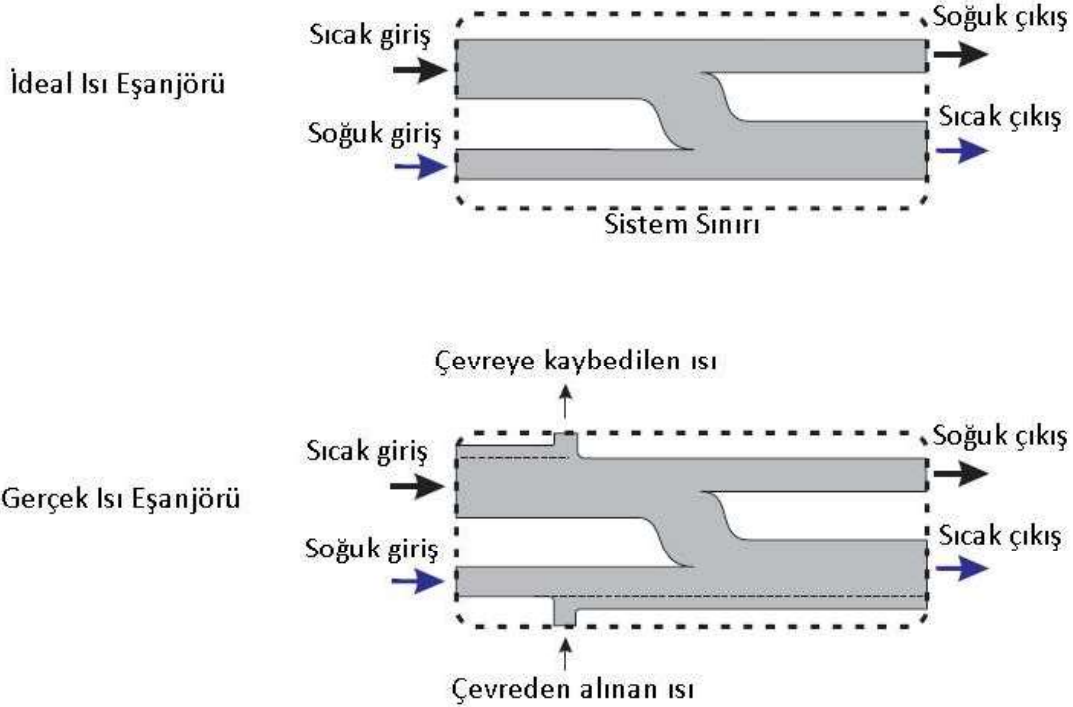 Sıcak giriş
Soğuk çıkış
İdeal Isı Eşanjörü
Soğuk giriş
Sıcak çıkış
Sistem Sınırı
Çevreye kaybedilen ısı
Sıcak giriş
Soğuk çıkış
Gerçek Isı Eşanjörü
Soğuk giriş
Sıcak çıkış
Çevreden alınan ısı